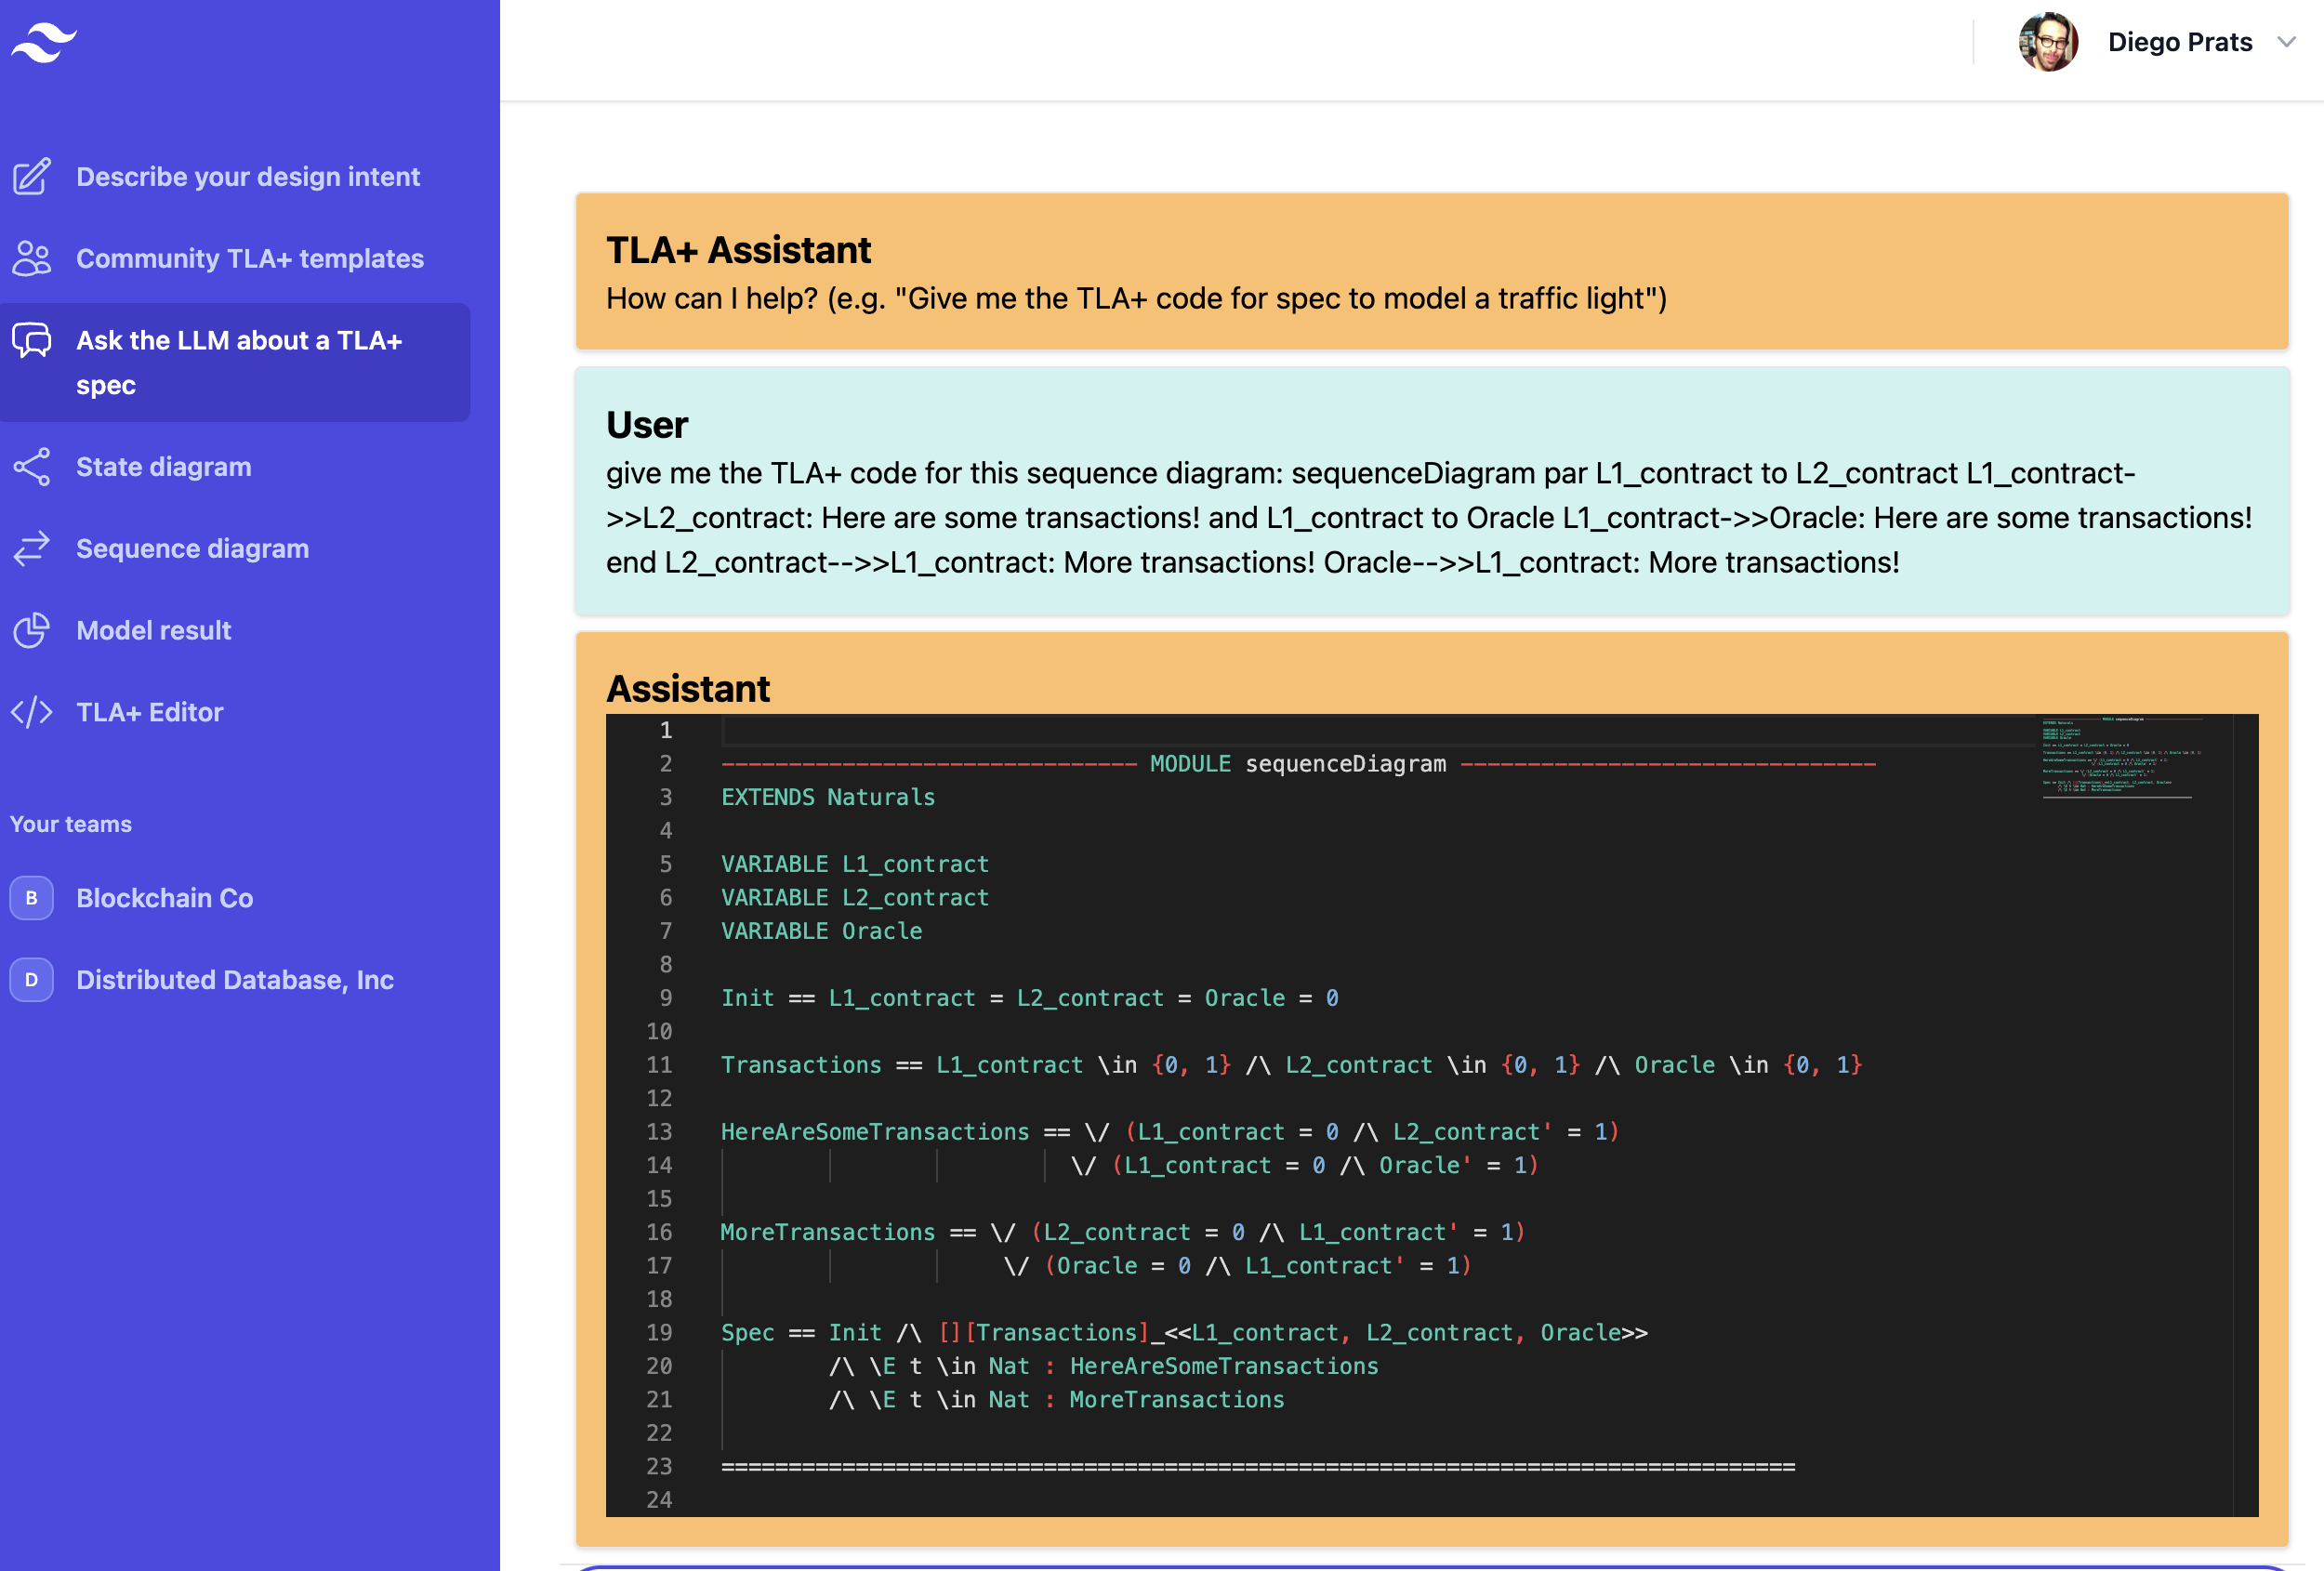 Diego Prats
Describe your design intent
Community TLA+ templates
Ask the LLM about a TLA+
spec
State diagram
Sequence diagram
Model result
TLA+ Editor
Your teams
B Blockchain Co
D Distributed Database, Inc
TLA+ Assistant
How can I help? (e.g. "Give me the TLA+ code for spec to model a traffic light")
User
give me the TLA+ code for this sequence diagram: sequenceDiagram par L1_contract to L2_contract L1_contract-
>>L2_contract: Here are some transactions! and L1_contract to Oracle L1_contract->>Oracle: Here are some transactions!
end L2_contract-->>L1_contract: More transactions! Oracle-->>L1_contract: More transactions!
Assistant
1
2 ------------------------------- MODULE sequenceDiagram -------------------------------
3 EXTENDS Naturals
4
5 VARIABLE L1_contract
6 VARIABLE L2_contract
7 VARIABLE Oracle
8
9 Init == L1_contract = L2_contract = Oracle = 0
10
11 Transactions == L1_contract \in {0, 1} /\ L2_contract \in {0, 1} /\ Oracle \in {0, 1}
12
13 HereAreSomeTransactions == \/ (L1_contract = 0 /\ L2_contract' = 1)
14 \/ (L1_contract = 0 /\ Oracle' = 1)
15
16 MoreTransactions == \/ (L2_contract = 0 /\ L1_contract' = 1)
17 \/ (Oracle = 0 /\ L1_contract' = 1)
18
19 Spec == Init /\ [][Transactions]_<<L1_contract, L2_contract, Oracle>>
20 /\ \E t \in Nat : HereAreSomeTransactions
21 /\ \E t \in Nat : MoreTransactions
22
23 ================================================================================
24